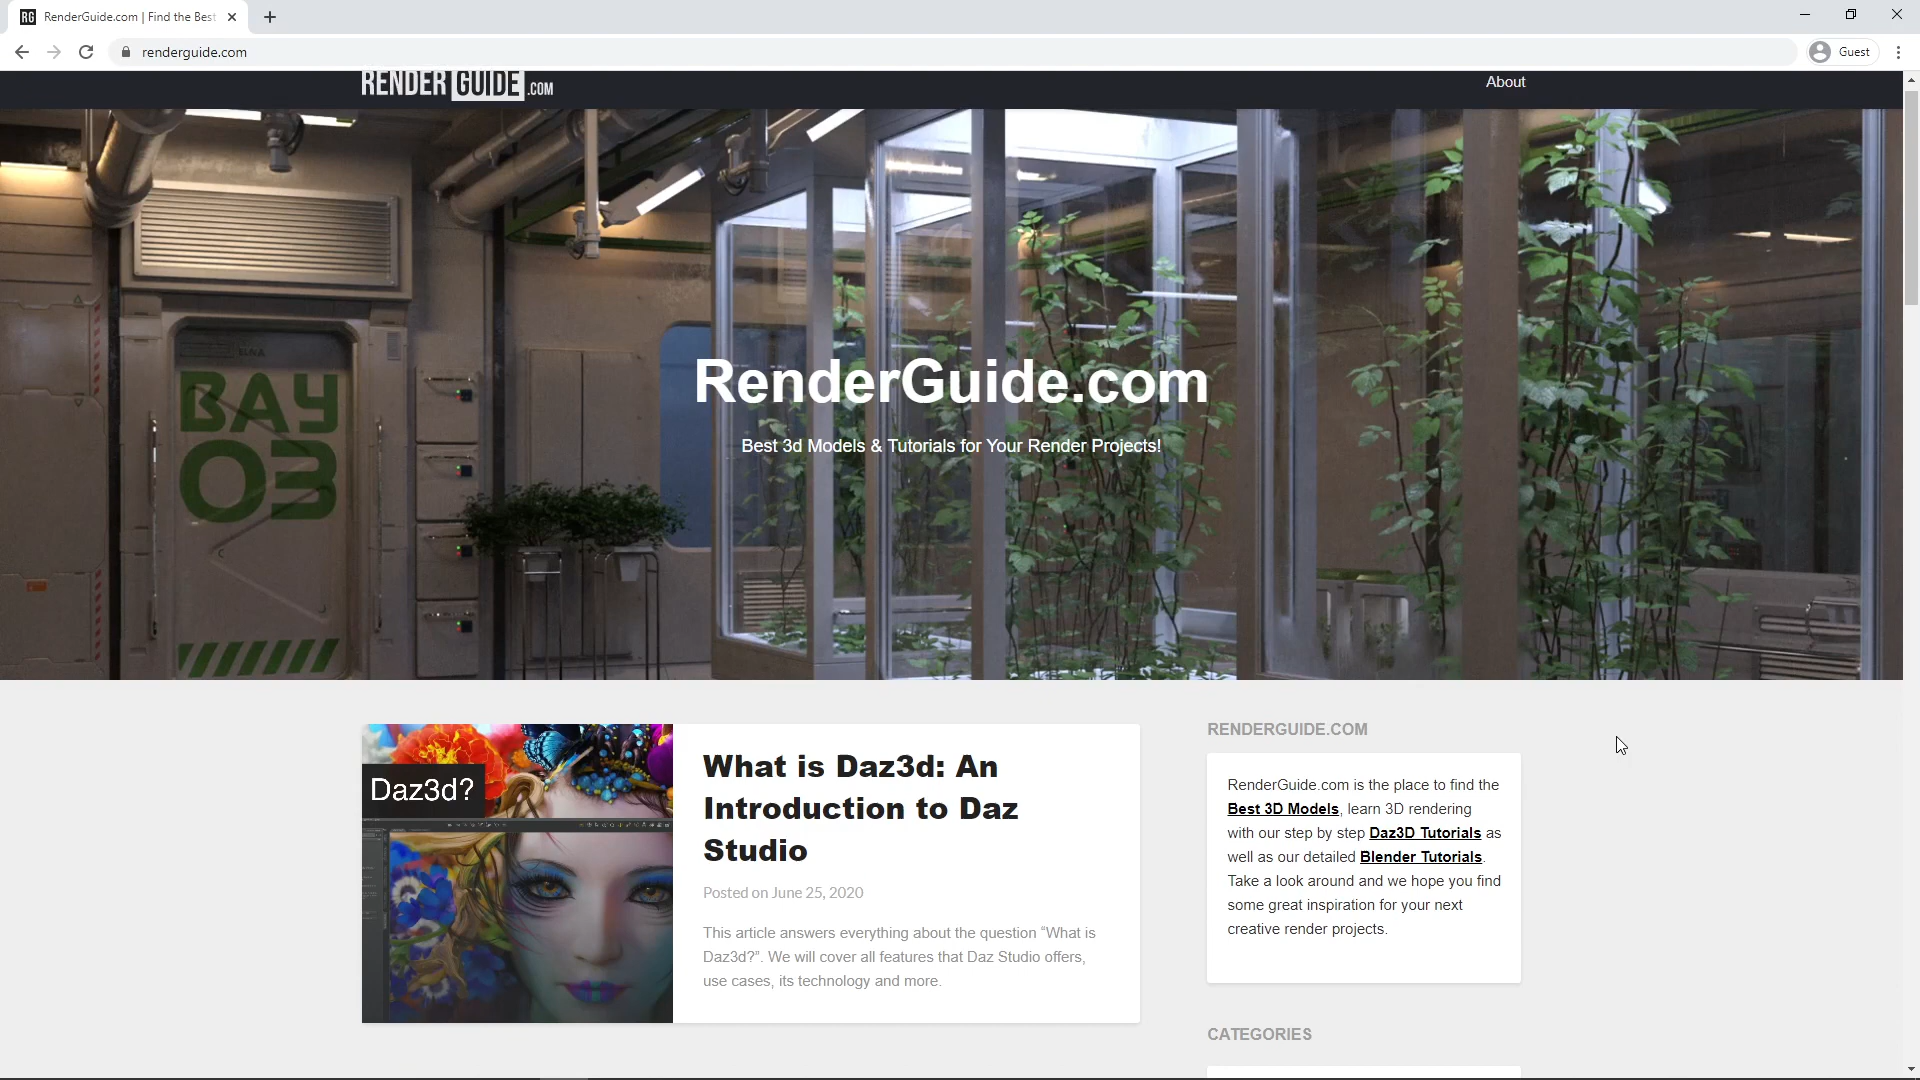 RG RenderGuide.com | Find the Best
renderguide.com
Guest
RENDER GUIDE .COM
About
BAY
03
RenderGuide.com
Best 3d Models & Tutorials for Your Render Projects!
Daz3d?
What is Daz3d: An
Introduction to Daz
Studio
Posted on June 25, 2020
This article answers everything about the question “What is
Daz3d?”. We will cover all features that Daz Studio offers,
use cases, its technology and more.
RENDERGUIDE.COM
RenderGuide.com is the place to find the
Best 3D Models, learn 3D rendering
with our step by step Daz3D Tutorials as
well as our detailed Blender Tutorials.
Take a look around and we hope you find
some great inspiration for your next
creative render projects.
CATEGORIES